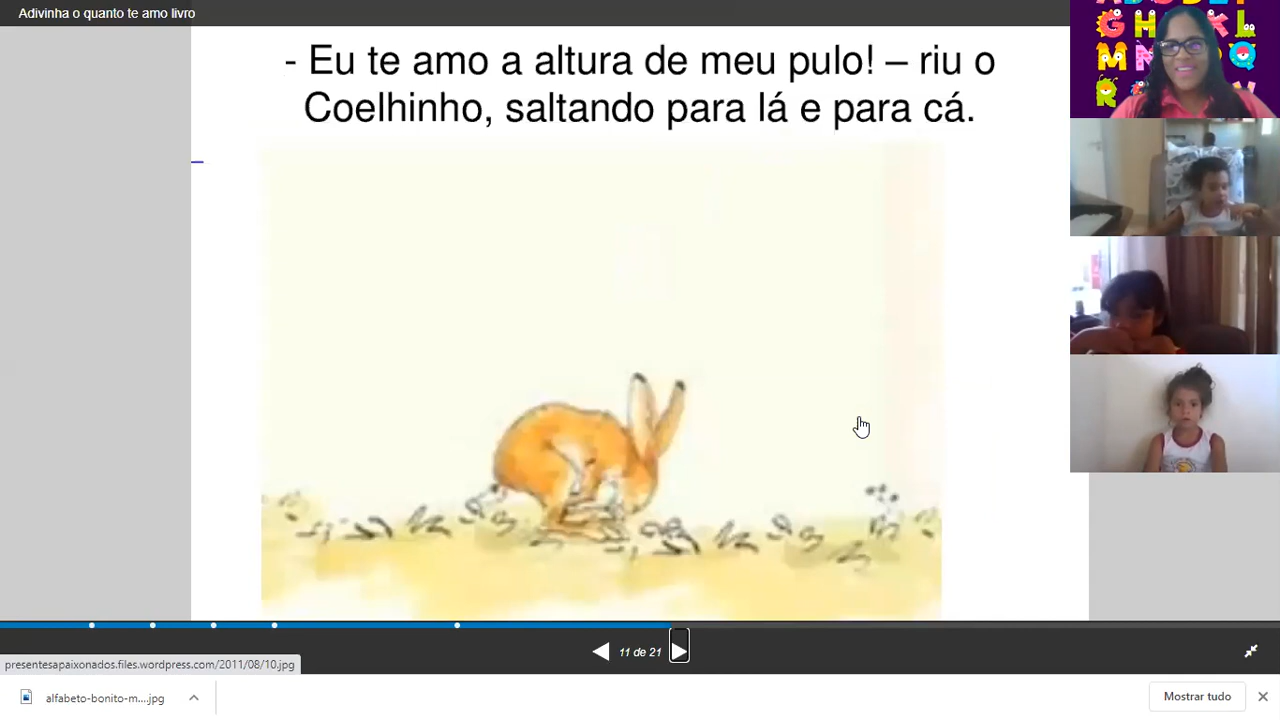 Adivinha o quanto te amo livro
- Eu te amo a altura de meu pulo! – riu o
Coelhinho, saltando para lá e para cá.
11 de 21
presentesapaixonados.files.wordpress.com/2011/08/10.jpg
alfabeto-bonito-m....jpg
Mostrar tudo